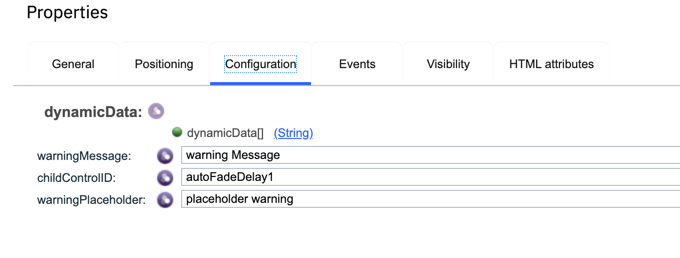 Properties
General Positioning Configuration Events Visibility HTML attributes
dynamicData:
dynamicData[] (String)
warningMessage: warning Message
childControlID: autoFadeDelay1
warningPlaceholder: placeholder warning